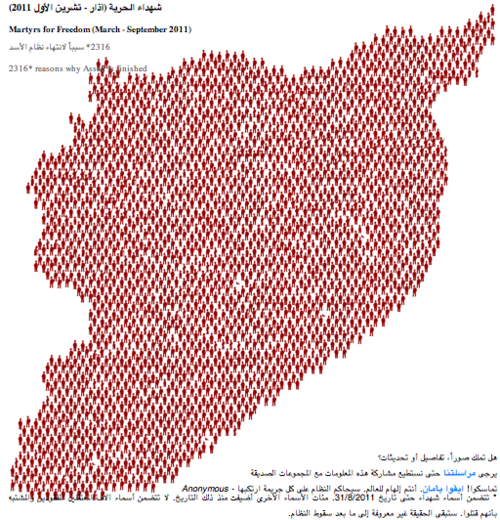 شهداء الحرية (اذار - تشرين الأول 2011)
Martyrs for Freedom (March - September 2011)
2316* سبباً لانتهاء نظام الأسد
2316* reasons why Assad is finished
هل تملك صوراً، تفاصيل أو تحديثات؟
يرجى مراسلتنا حتى نستطيع مشاركة هذه المعلومات مع المجموعات الصديقة
تماسكوا! ابقوا بأمان. أنتم إلهام للعالم. سيحاكم النظام على كل جريمة ارتكبها - Anonymous
* تتضمن أسماء شهداء حتى تاريخ 31/8/2011. مئات الأسماء الأخرى أضيفت منذ ذلك التاريخ. لا تتضمن أسماء والمشتبه
بأنهم قتلوا. ستبقى الحقيقة غير معروفة إلى ما بعد سقوط النظام.